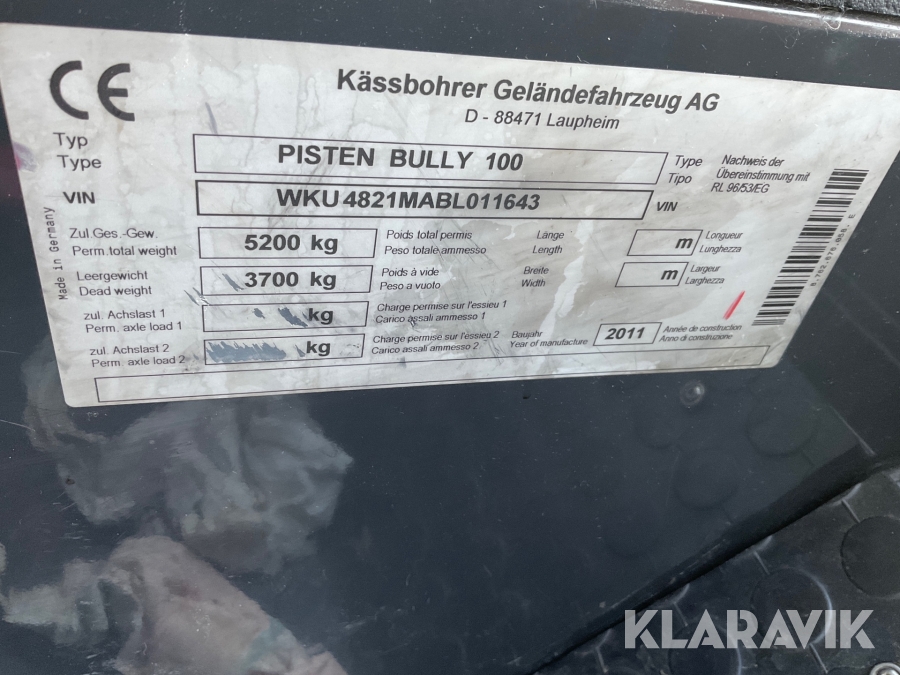 CE
Kässbohrer Geländefahrzeug AG
D - 88471 Laupheim
Typ
Type
PISTEN BULLY 100
Type
Tipo
Nachweis der
Übereinstimmung mit
RL 96/53/EG
VIN
WKU4821MABL011643
VIN
Made in Germany
Zul.Ges.-Gew.
Perm.total weight
5200 kg
Poids total permis
Peso totale ammesso
Länge
Length
m
Longueur
Lunghezza
Leergewicht
Dead weight
3700 kg
Poids à vide
Peso a vuoto
Breite
Width
m
Largeur
Larghezza
zul. Achslast 1
Perm. axle load 1
kg
Charge permise sur l'essieu 1
Carico assali ammesso 1
zul. Achslast 2
Perm. axle load 2
kg
Charge permise sur l'essieu 2
Carico assali ammesso 2
Baujahr
Year of manufacture
2011
Année de construction
Anno di construzione
KLARAVIK